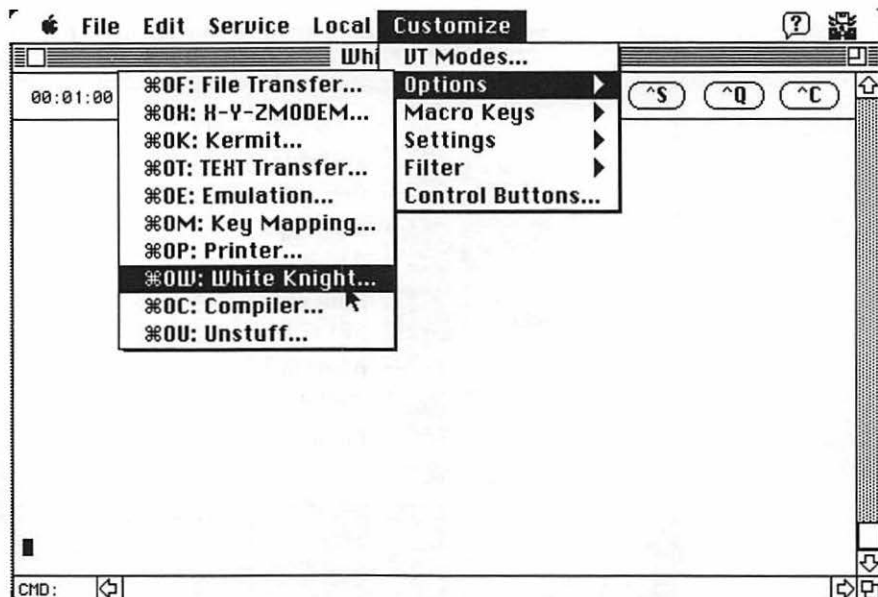 File Edit Service Local Customize
Whi
VT Modes...
Options
Macro Keys
Settings
Filter
Control Buttons...
00:01:00
⌘OF: File Transfer...
⌘OX: X-Y-ZMODEM...
⌘OK: Kermit...
⌘OT: TEXT Transfer...
⌘OE: Emulation...
⌘OM: Key Mapping...
⌘OP: Printer...
⌘OW: White Knight...
⌘OC: Compiler...
⌘OU: Unstuff...
^S ^Q ^C
CMD: